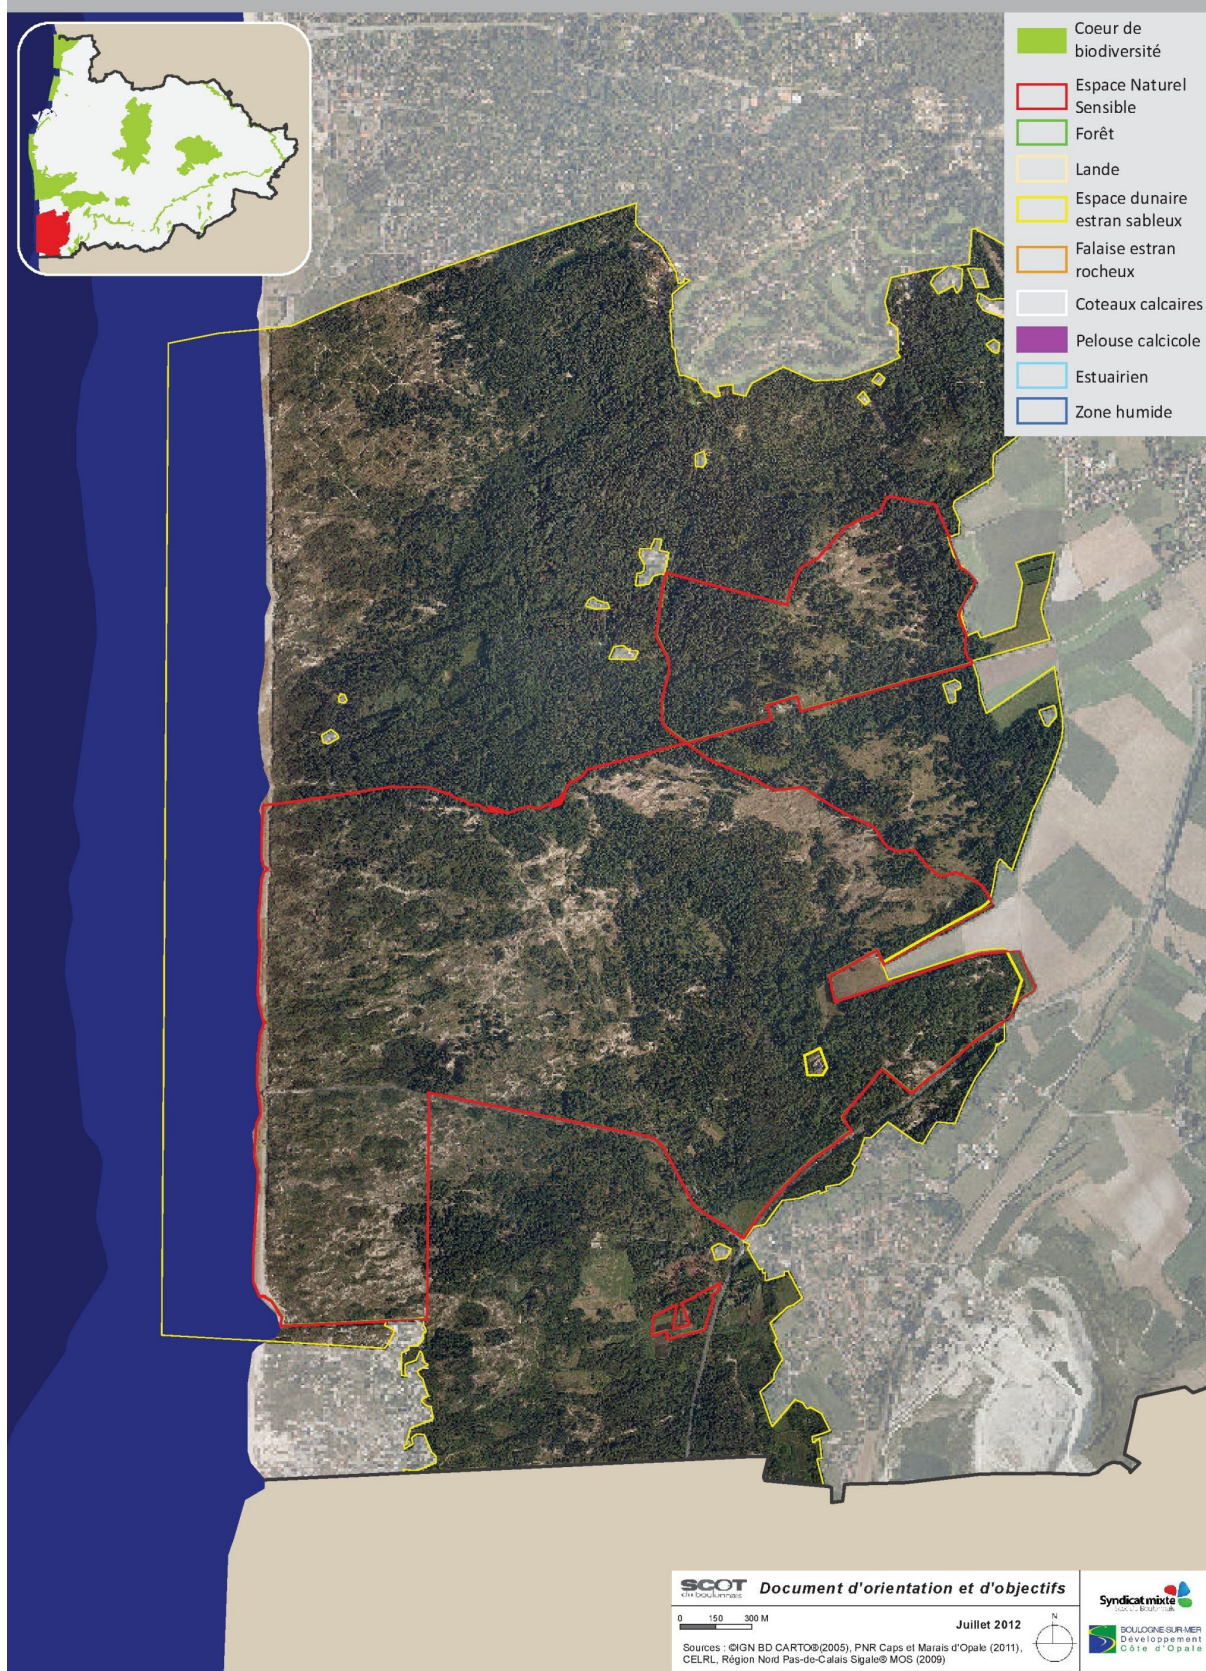 Coeur de
biodiversité
Espace Naturel
Sensible
Forêt
Lande
Espace dunaire
estran sableux
Falaise estran
rocheux
Coteaux calcaires
Pelouse calcicole
Estuairien
Zone humide
SCOT
du boulonnais
Document d'orientation et d'objectifs
0 150 300 M
Juillet 2012
N
Sources : ©IGN BD CARTO®(2005), PNR Caps et Marais d'Opale (2011),
CELRL, Région Nord Pas-de-Calais Sigale® MOS (2009)
Syndicat mixte
BOULOGNE-SUR-MER
Développement
Côte d'Opale